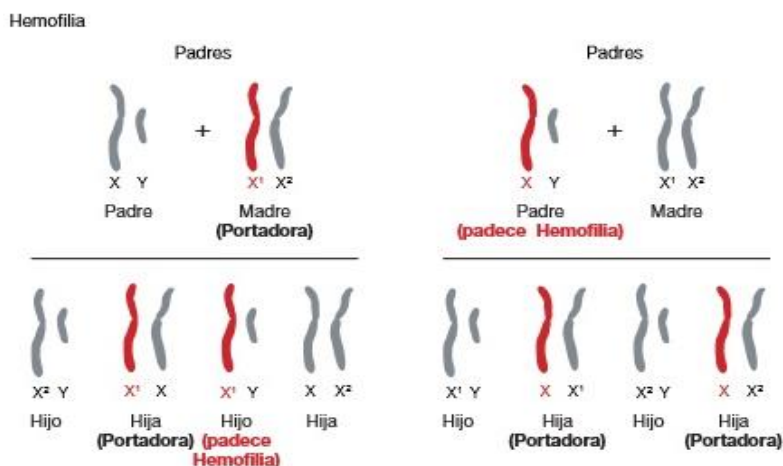 Hemofilia
Padres
+
X Y
X¹ X²
Padre
Madre
(Portadora)
X² Y
X¹ X
X¹ Y
X X²
Hijo
Hija
(Portadora)
Hijo
(padece
Hemofilia)
Hija
Padres
+
X Y
X¹ X²
Padre
(padece Hemofilia)
Madre
X¹ Y
X X¹
X² Y
X X²
Hijo
Hija
(Portadora)
Hijo
Hija
(Portadora)